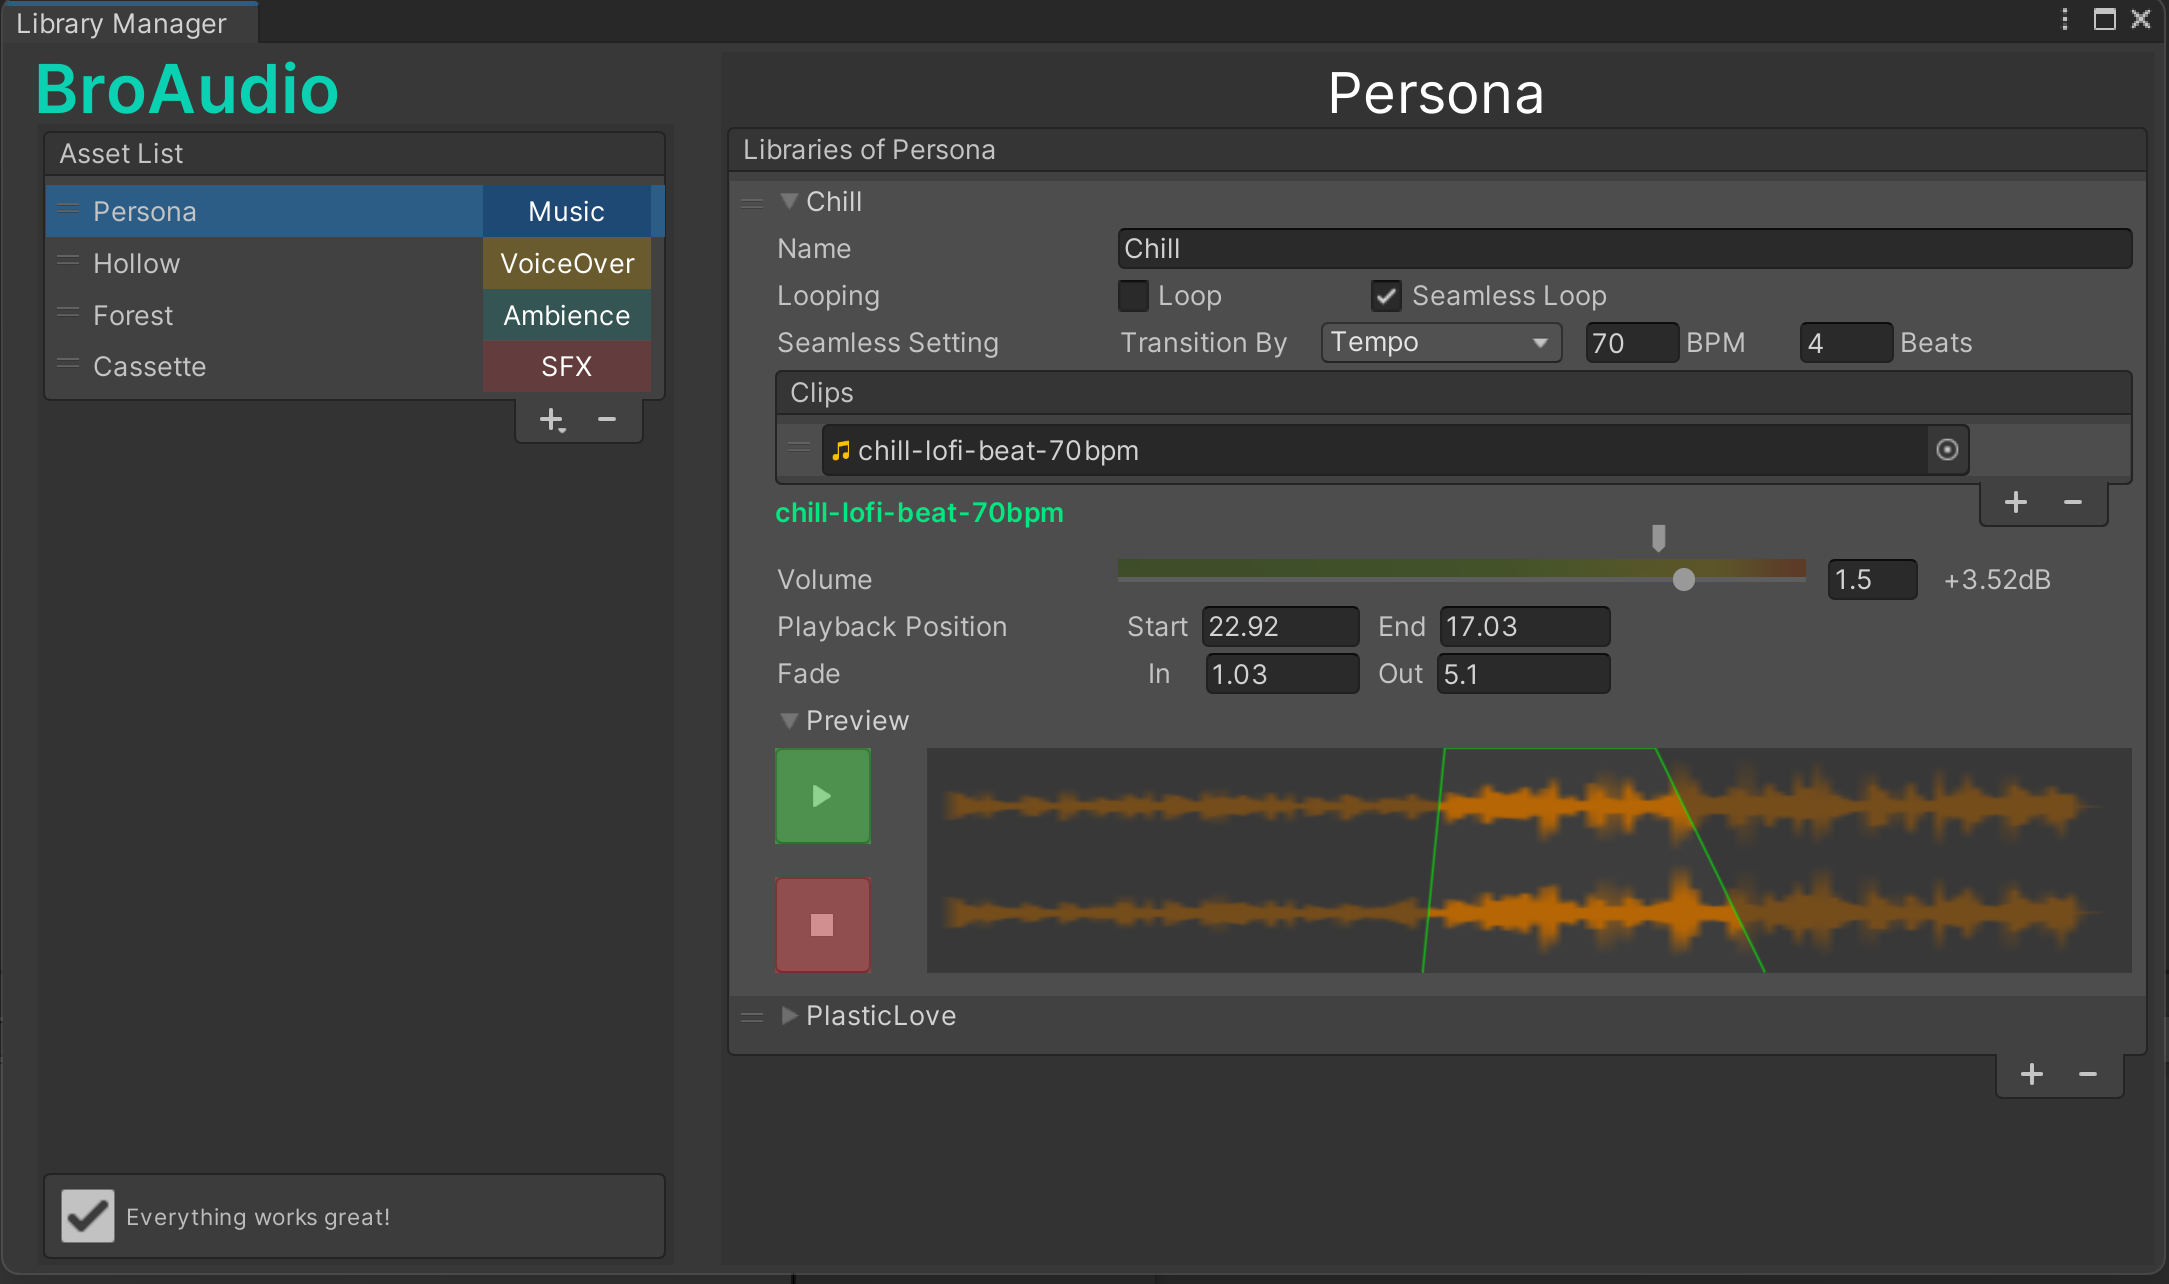 Library Manager
BroAudio
Asset List
Persona Music
Hollow VoiceOver
Forest Ambience
Cassette SFX
Everything works great!
Persona
Libraries of Persona
Chill
Name Chill
Looping Loop Seamless Loop
Seamless Setting Transition By Tempo 70 BPM 4 Beats
Clips
chill-lofi-beat-70bpm
chill-lofi-beat-70bpm
Volume 1.5 +3.52dB
Playback Position Start 22.92 End 17.03
Fade In 1.03 Out 5.1
Preview
PlasticLove